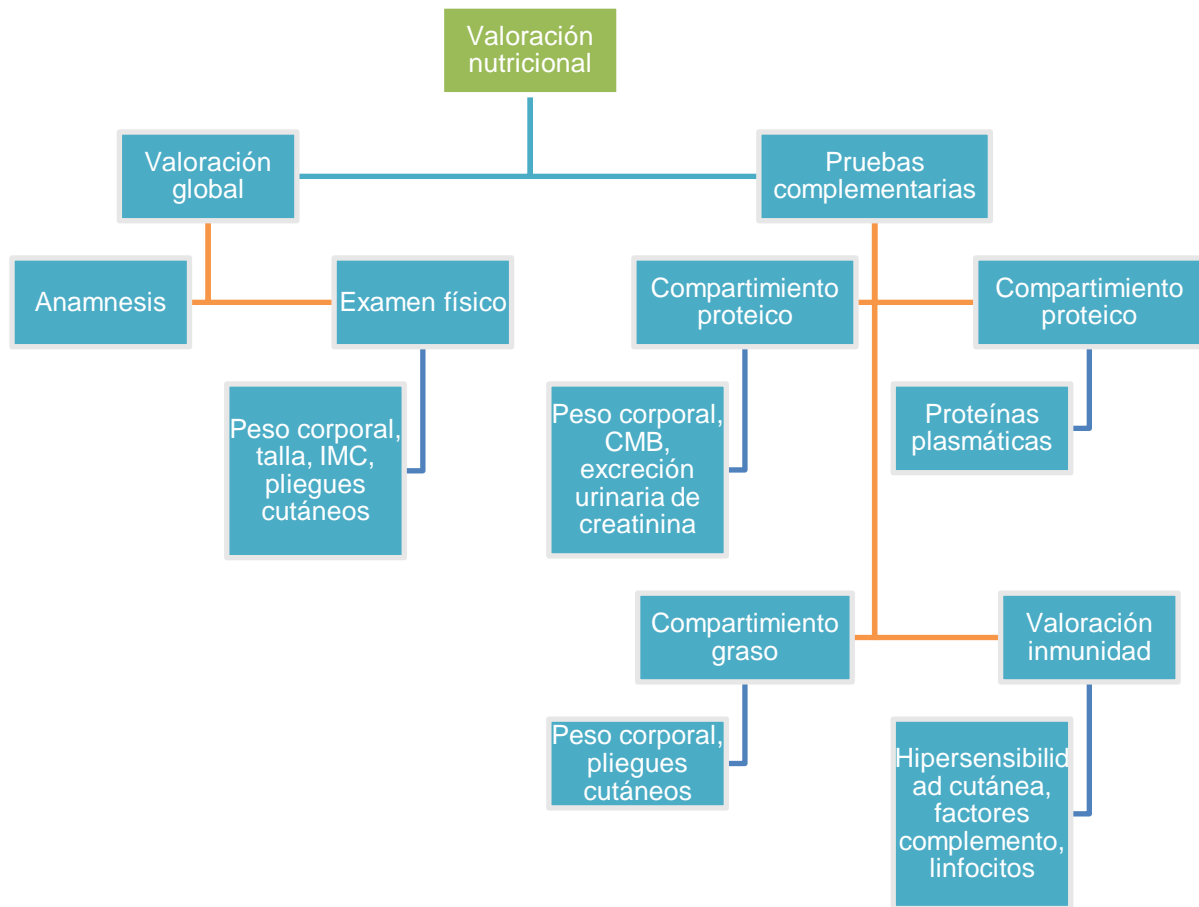 Valoración
nutricional
Valoración
global
Pruebas
complementarias
Anamnesis
Examen físico
Compartimiento
proteico
Compartimiento
proteico
Peso corporal,
talla, IMC,
pliegues
cutáneos
Peso corporal,
CMB,
excreción
urinaria de
creatinina
Proteínas
plasmáticas
Compartimiento
graso
Valoración
inmunidad
Peso corporal,
pliegues
cutáneos
Hipersensibilid
ad cutánea,
factores
complemento,
linfocitos